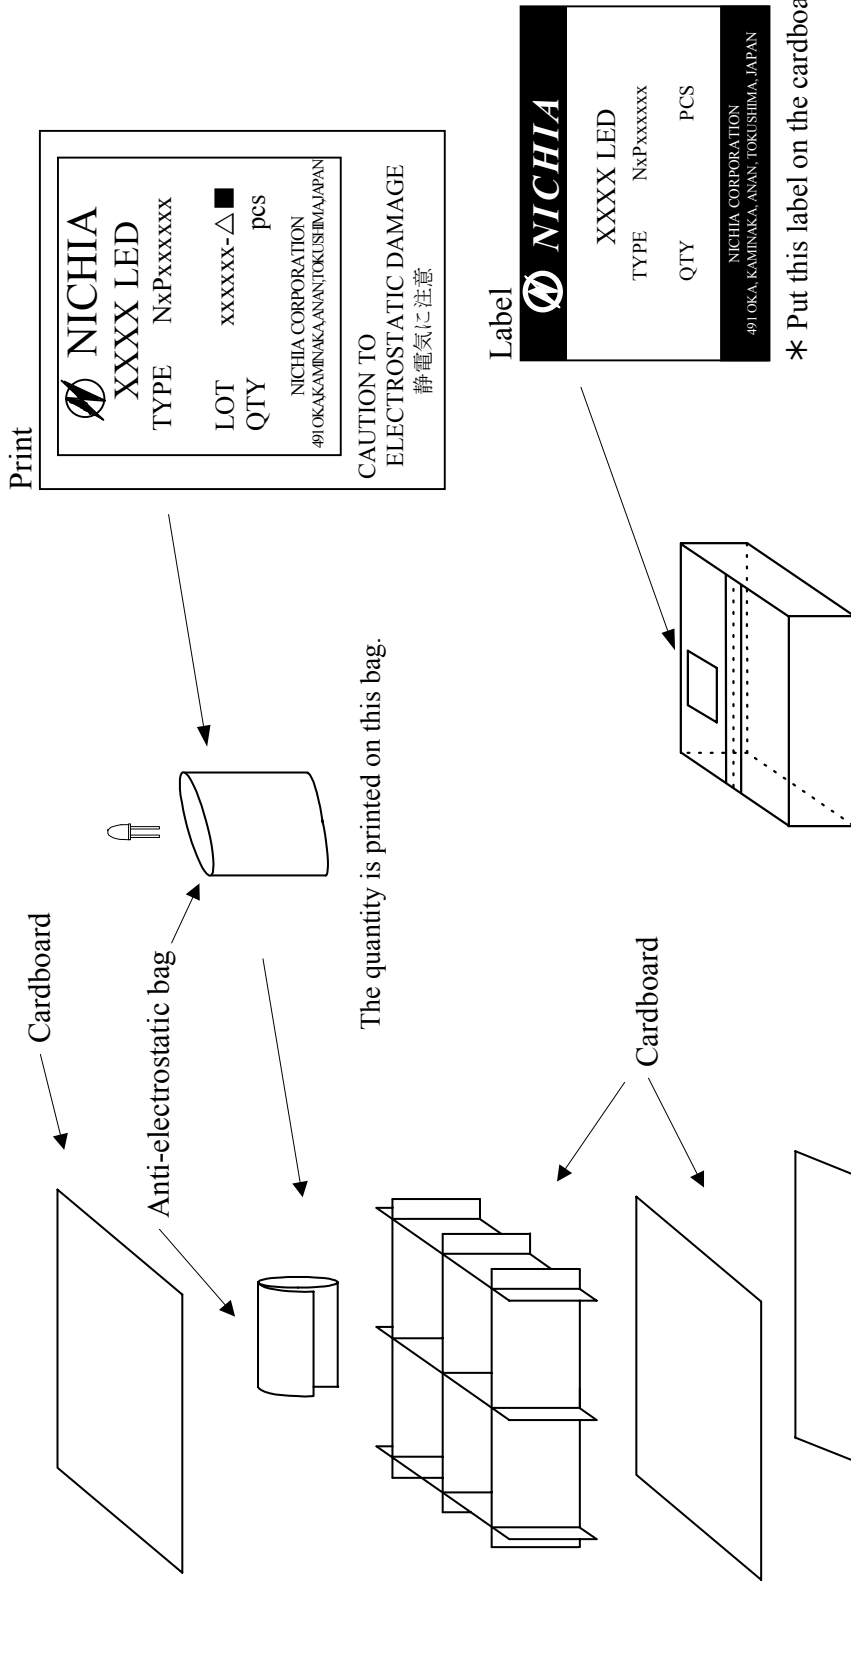 Print
NICHIA
XXXX LED
TYPE NxPxxxxxx
LOT xxxxxx-△■
QTY pcs
NICHIA CORPORATION
491 OKA,KAMINAKA,ANAN,TOKUSHIMA,JAPAN
CAUTION TO
ELECTROSTATIC DAMAGE
静電気に注意
Cardboard
Anti-electrostatic bag
The quantity is printed on this bag.
Label
NICHIA
XXXX LED
TYPE NxPxxxxxx
QTY PCS
NICHIA CORPORATION
491 OKA, KAMINAKA, ANAN, TOKUSHIMA, JAPAN
＊ Put this label on the cardboa
Cardboard